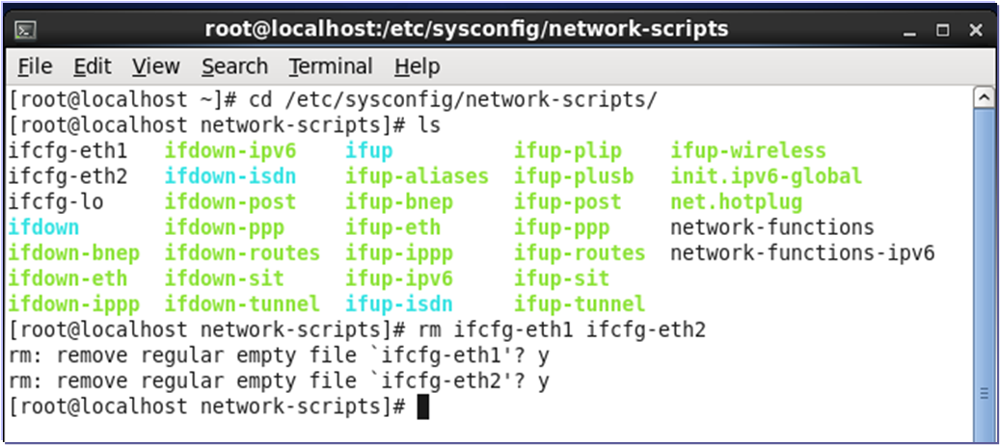 root@localhost:/etc/sysconfig/network-scripts
File Edit View Search Terminal Help
[root@localhost ~]# cd /etc/sysconfig/network-scripts/
[root@localhost network-scripts]# ls
ifcfg-eth1 ifdown-ipv6 ifup ifup-plip ifup-wireless
ifcfg-eth2 ifdown-isdn ifup-aliases ifup-plusb init.ipv6-global
ifcfg-lo ifdown-post ifup-bnep ifup-post net.hotplug
ifdown ifdown-ppp ifup-eth ifup-ppp network-functions
ifdown-bnep ifdown-routes ifup-ippp ifup-routes network-functions-ipv6
ifdown-eth ifdown-sit ifup-ipv6 ifup-sit
ifdown-ippp ifdown-tunnel ifup-isdn ifup-tunnel
[root@localhost network-scripts]# rm ifcfg-eth1 ifcfg-eth2
rm: remove regular empty file `ifcfg-eth1'? y
rm: remove regular empty file `ifcfg-eth2'? y
[root@localhost network-scripts]#